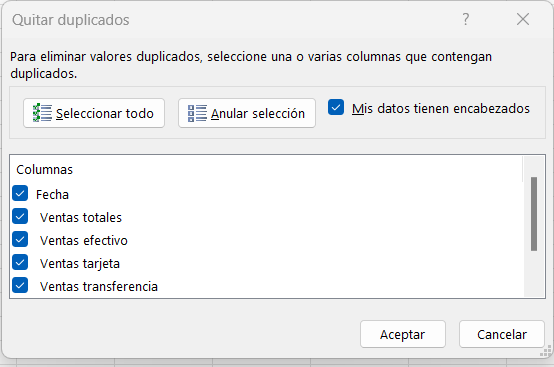 Quitar duplicados
?
Para eliminar valores duplicados, seleccione una o varias columnas que contengan
duplicados.
Seleccionar todo
Anular selección
Mis datos tienen encabezados
Columnas
Fecha
Ventas totales
Ventas efectivo
Ventas tarjeta
Ventas transferencia
Aceptar
Cancelar